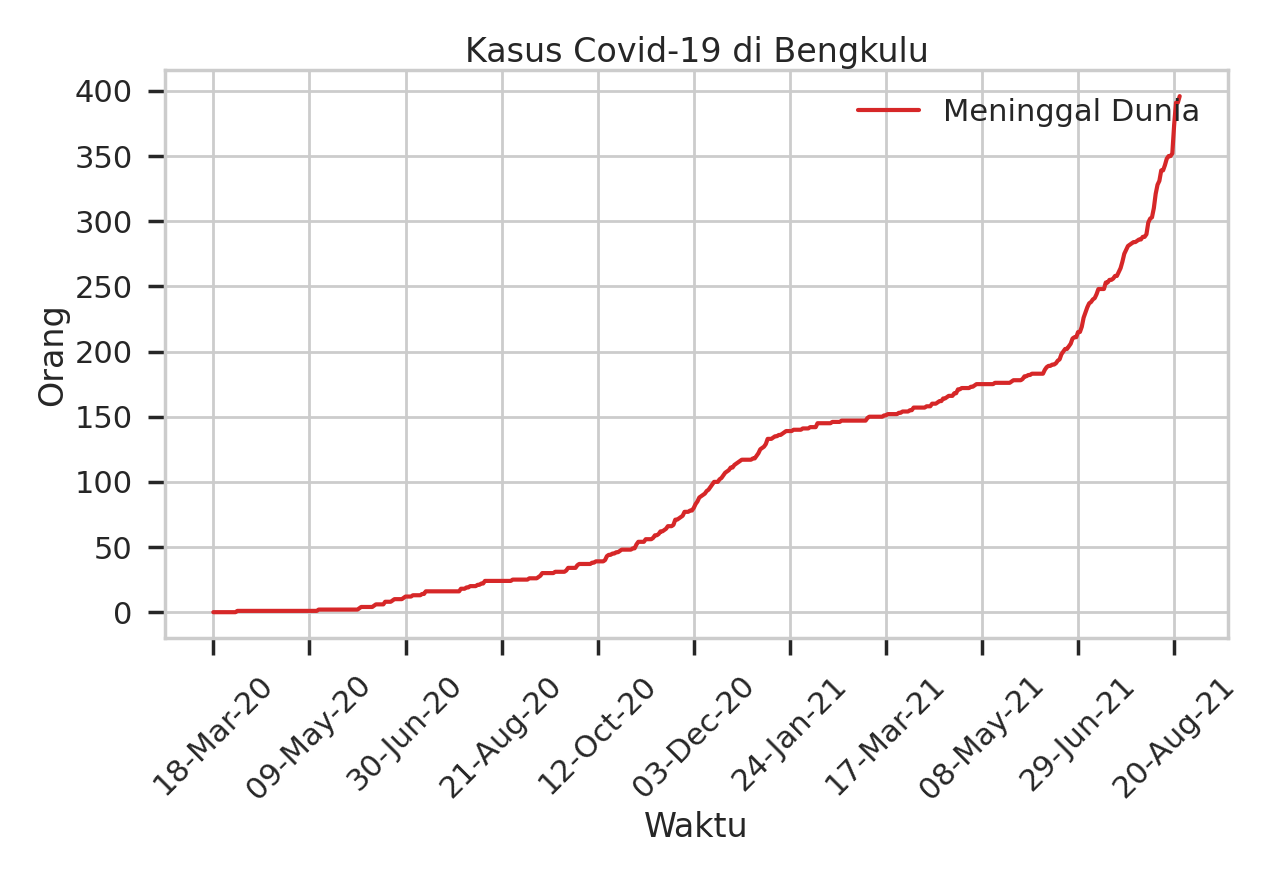 Kasus Covid-19 di Bengkulu
Meninggal Dunia
Orang
400
350
300
250
200
150
100
50
0
18-Mar-20
09-May-20
30-Jun-20
21-Aug-20
12-Oct-20
03-Dec-20
24-Jan-21
17-Mar-21
08-May-21
29-Jun-21
20-Aug-21
Waktu